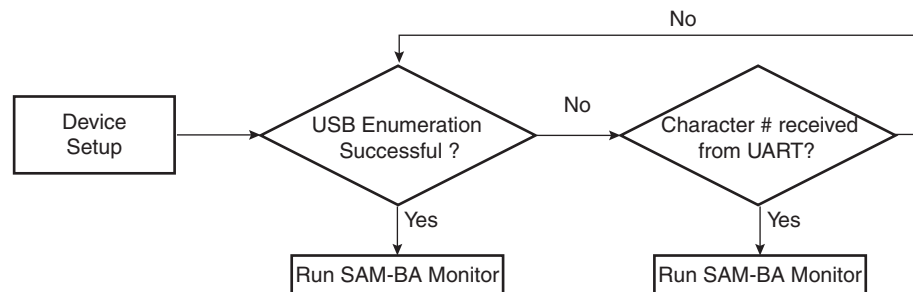 No
Device
Setup
USB Enumeration
Successful ?
No
Character # received
from UART?
Yes
Yes
Run SAM-BA Monitor
Run SAM-BA Monitor